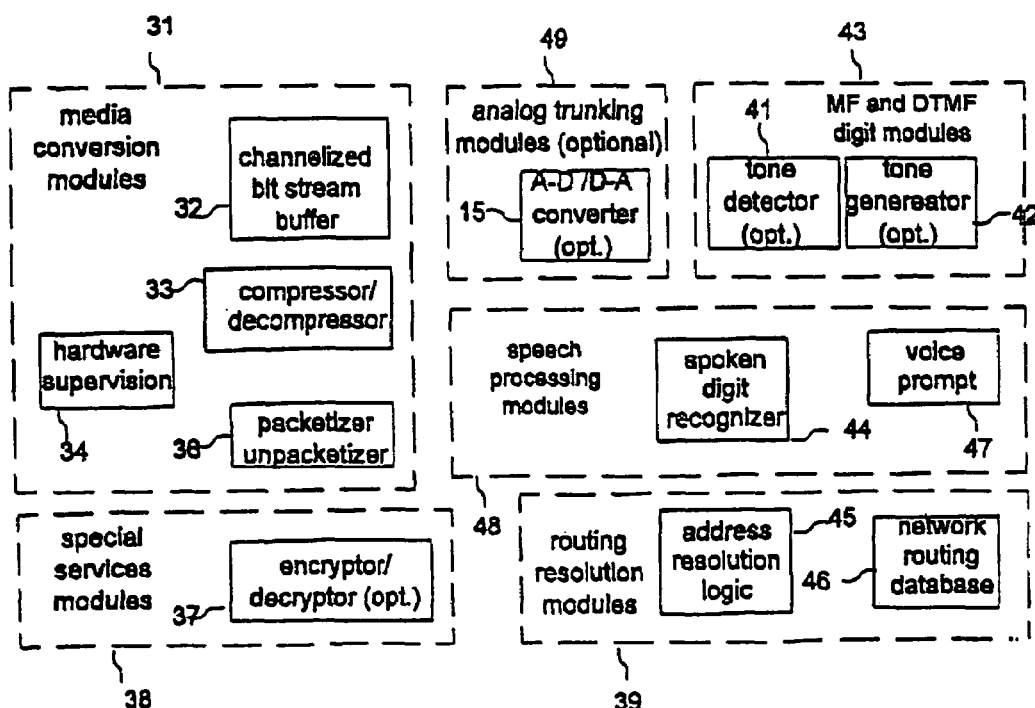 31
media
conversion
modules
channelized
bit stream
buffer
32
33
compressor/
decompressor
hardware
supervision
34
36
packetizer
unpacketizer
49
analog trunking
modules (optional)
15
A-D /D-A
converter
(opt.)
43
MF and DTMF
digit modules
41
tone
detector
(opt.)
tone
genereator
(opt.)
42
speech
processing
modules
spoken
digit
recognizer
44
voice
prompt
47
48
special
services
modules
encryptor/
decryptor (opt.)
37
38
routing
resolution
modules
address
resolution
logic
45
46
network
routing
database
39